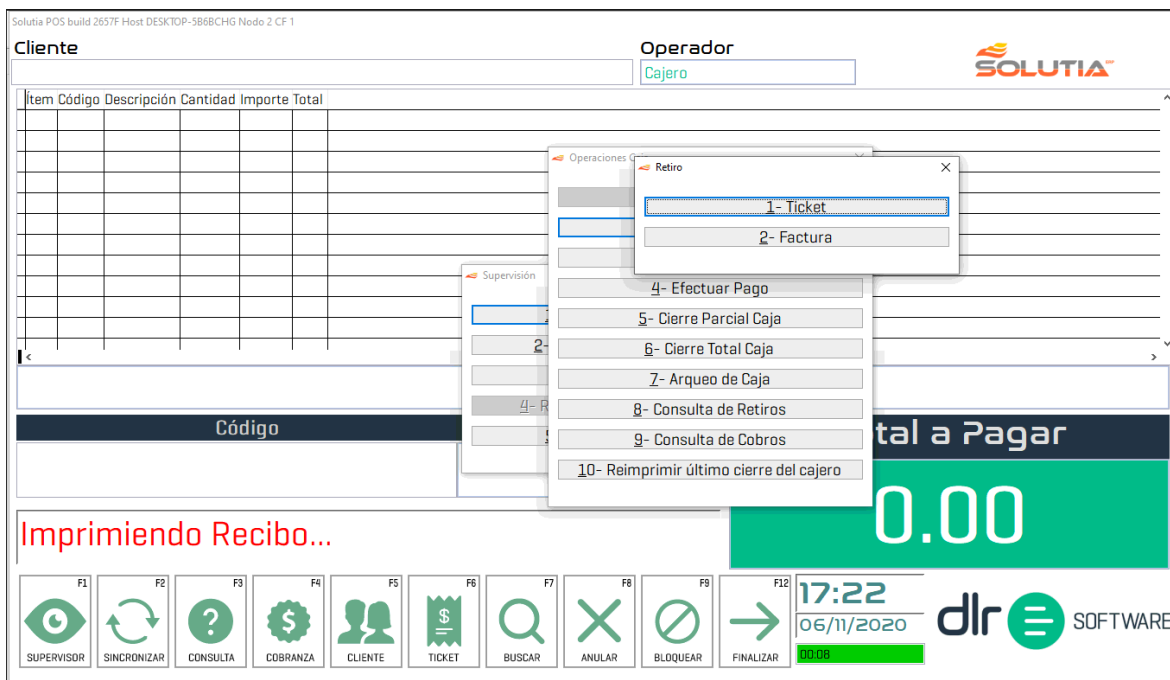 Solutia POS build 2657F Host DESKTOP-5B6BCHG Nodo 2 CF 1
Cliente
Operador
Cajero
SOLUTIA
Ítem Código Descripción Cantidad Importe Total
Operaciones
Retiro
1- Ticket
2- Factura
Supervisión
4- Efectuar Pago
5- Cierre Parcial Caja
2-
6- Cierre Total Caja
7- Arqueo de Caja
4- R
8- Consulta de Retiros
9- Consulta de Cobros
10- Reimprimir último cierre del cajero
Código
tal a Pagar
0.00
Imprimiendo Recibo...
F1 F2 F3 F4 F5 F6 F7 F8 F9 F12
SUPERVISOR SINCRONIZAR CONSULTA COBRANZA CLIENTE TICKET BUSCAR ANULAR BLOQUEAR FINALIZAR
17:22
06/11/2020
00:08
dlr SOFTWARE